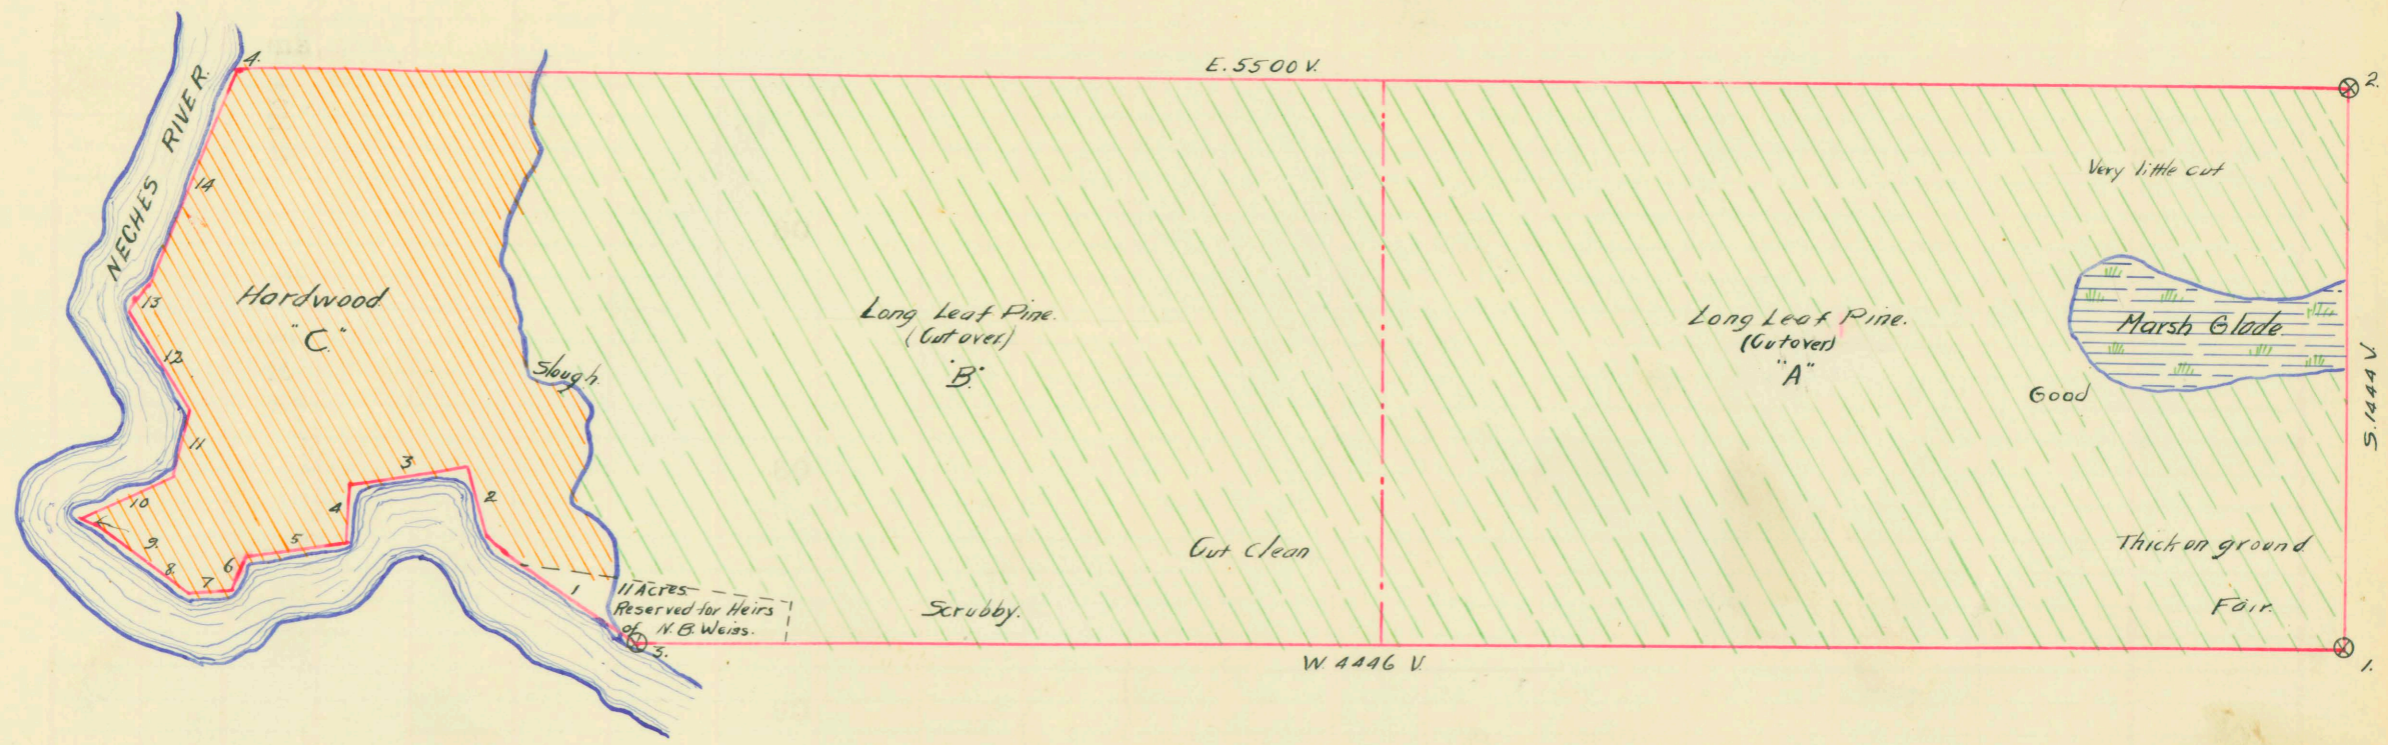 4.
E. 5500 V.
2.
NECHES RIVER.
14
Very little cut
13
Hardwood
"C."
Long Leaf Pine.
(Cut over)
"B."
Long Leaf Pine.
(Cut over)
"A"
Marsh Glade.
12
Slough.
Good
S. 1444 V.
11
3
10
4
2
9.
5
8.
7
6
Cut Clean
Thick on ground.
1
11 Acres
Reserved for Heirs
of N.B. Weiss.
Scrubby.
Fair.
3.
W. 4446 V.
1.